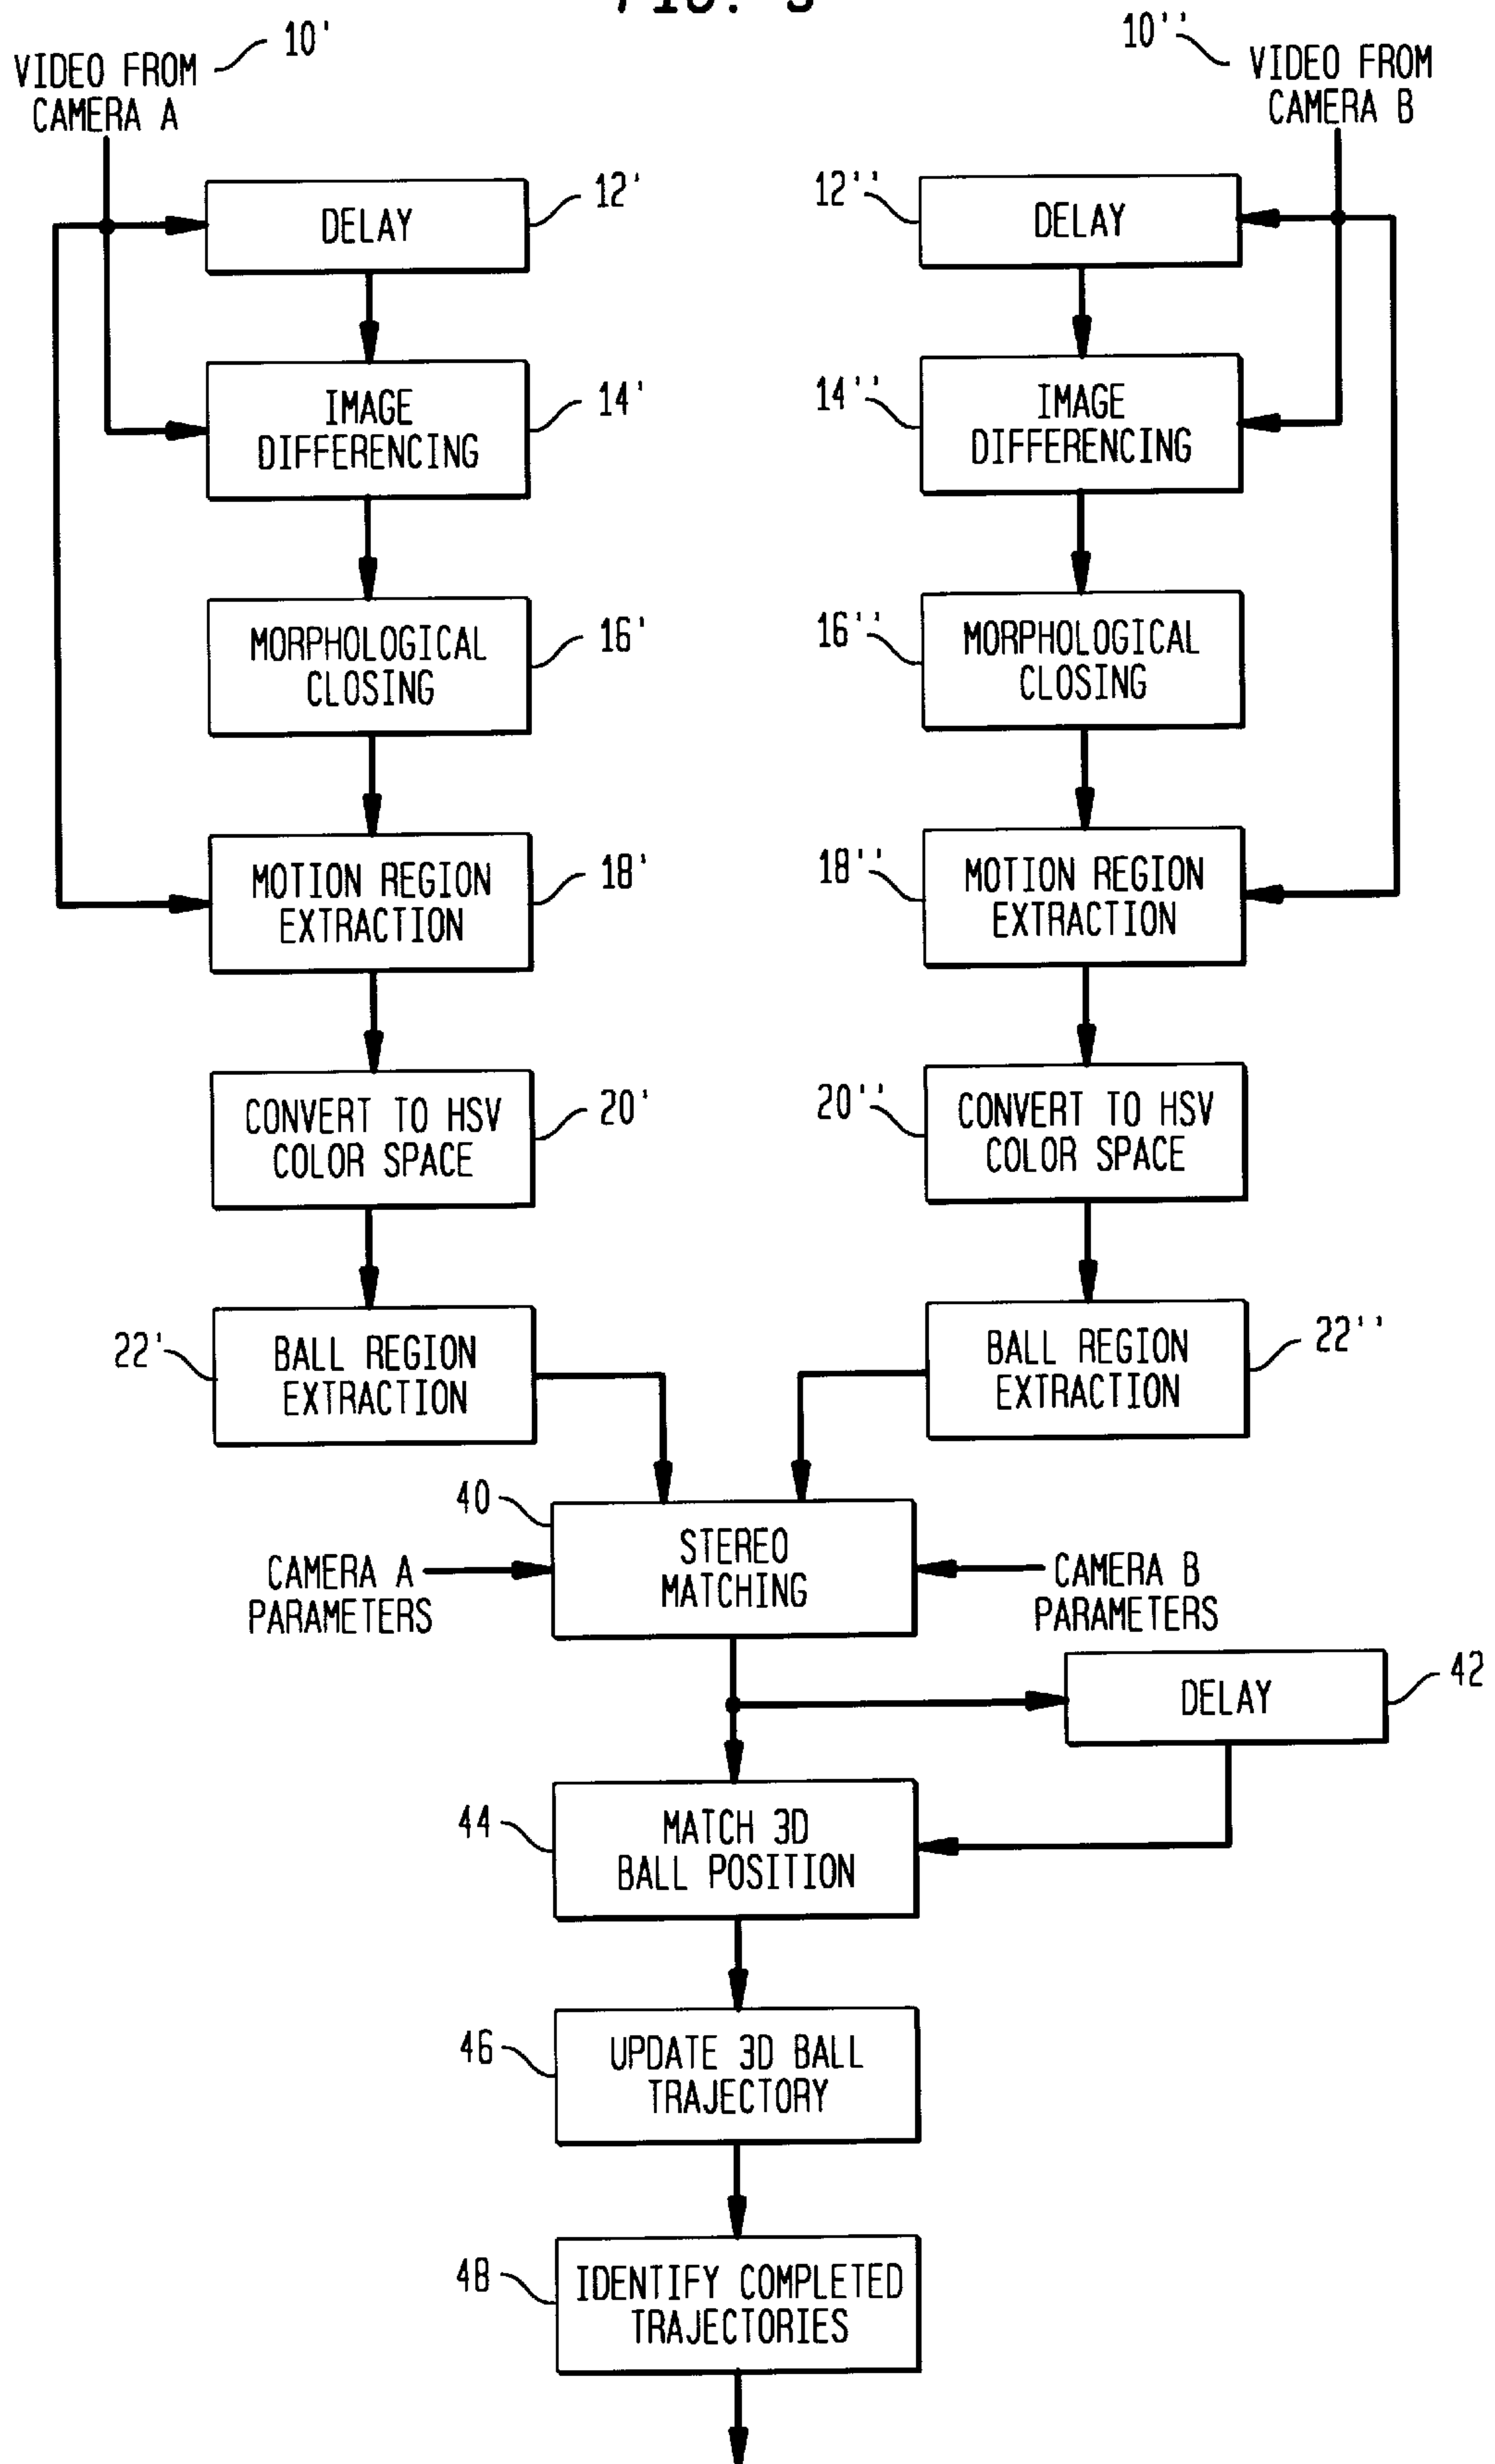 10'
VIDEO FROM
CAMERA A
10''
VIDEO FROM
CAMERA B
DELAY
12'
12''
DELAY
IMAGE
DIFFERENCING
14'
14''
IMAGE
DIFFERENCING
MORPHOLOGICAL
CLOSING
16'
16''
MORPHOLOGICAL
CLOSING
MOTION REGION
EXTRACTION
18'
18''
MOTION REGION
EXTRACTION
CONVERT TO HSV
COLOR SPACE
20'
20''
CONVERT TO HSV
COLOR SPACE
22'
BALL REGION
EXTRACTION
BALL REGION
EXTRACTION
22''
40
STEREO
MATCHING
CAMERA A
PARAMETERS
CAMERA B
PARAMETERS
DELAY
42
44
MATCH 3D
BALL POSITION
46
UPDATE 3D BALL
TRAJECTORY
48
IDENTIFY COMPLETED
TRAJECTORIES